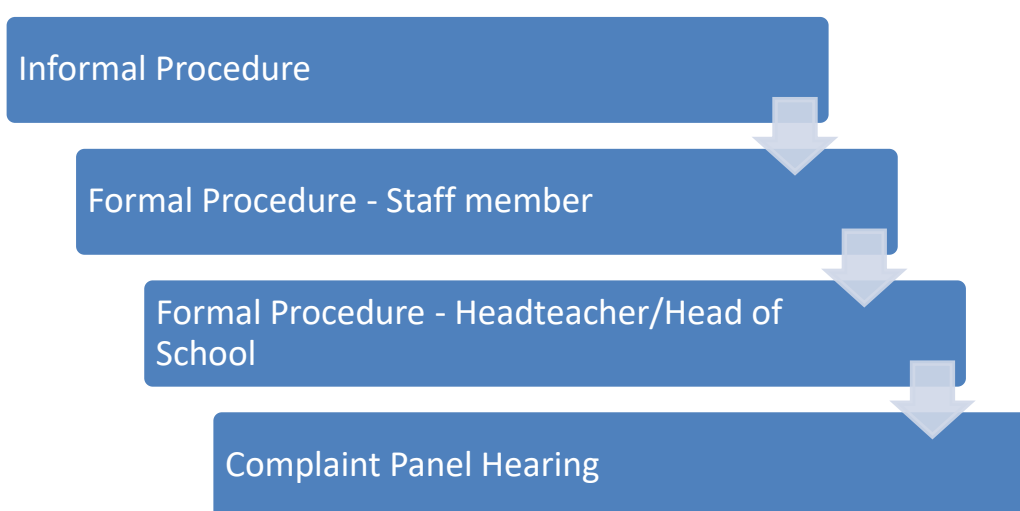 Informal Procedure
Formal Procedure - Staff member
Formal Procedure - Headteacher/Head of
School
Complaint Panel Hearing